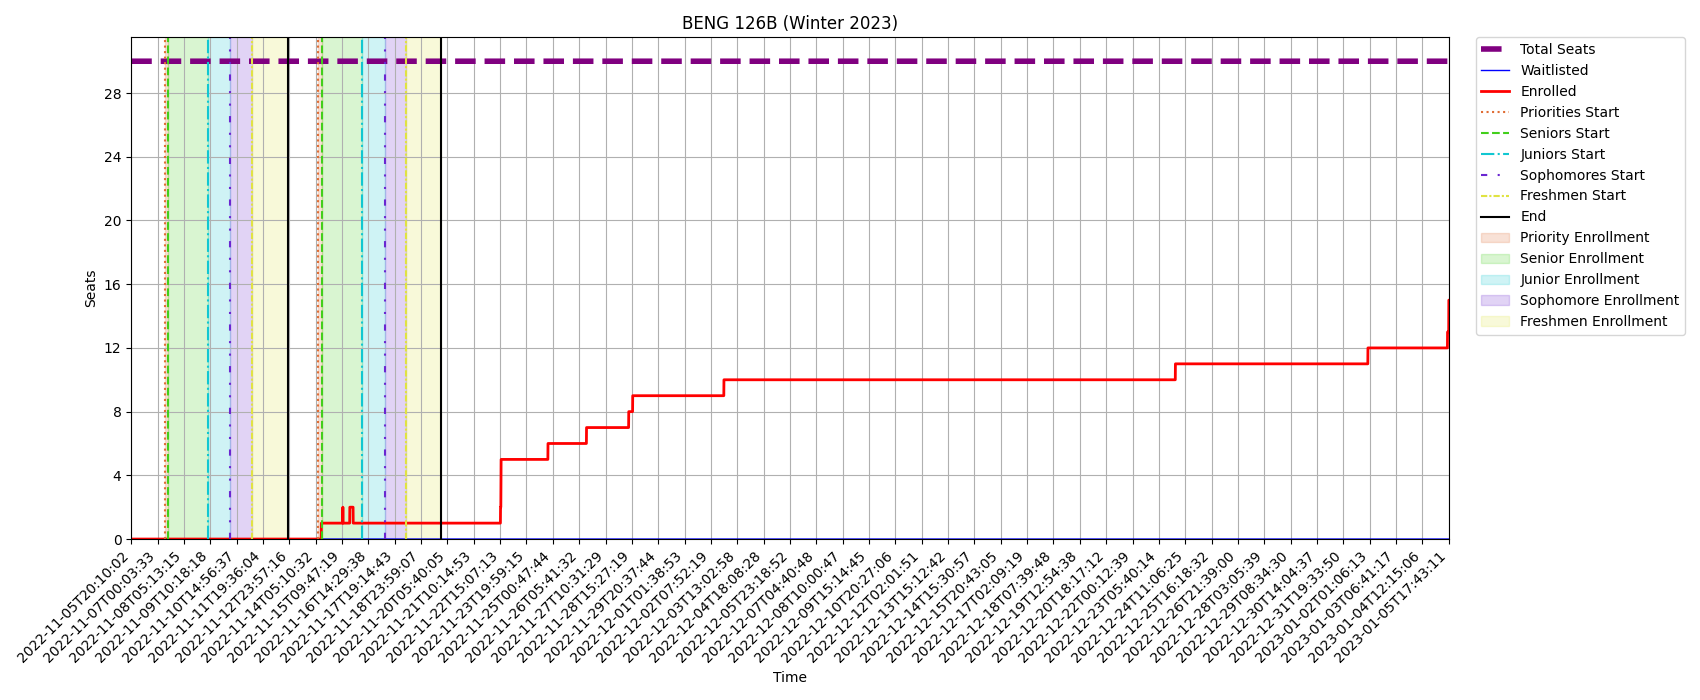 BENG 126B (Winter 2023)
Seats
28
24
20
16
12
8
4
0
2022-11-05T20:10:02
2022-11-07T00:03:33
2022-11-08T05:13:15
2022-11-09T10:18:18
2022-11-10T14:56:37
2022-11-11T19:36:04
2022-11-12T23:57:16
2022-11-14T05:10:32
2022-11-15T09:47:19
2022-11-16T14:29:38
2022-11-17T19:14:43
2022-11-18T23:59:07
2022-11-20T05:40:05
2022-11-21T10:14:53
2022-11-22T15:07:13
2022-11-23T19:59:15
2022-11-25T00:47:44
2022-11-26T05:41:32
2022-11-27T10:31:29
2022-11-28T15:27:19
2022-11-29T20:37:44
2022-12-01T01:38:53
2022-12-02T07:52:19
2022-12-03T13:02:58
2022-12-04T18:08:28
2022-12-05T23:18:52
2022-12-07T04:40:48
2022-12-08T10:00:47
2022-12-09T15:14:45
2022-12-10T20:27:06
2022-12-12T02:01:51
2022-12-13T15:12:42
2022-12-14T15:30:57
2022-12-15T20:43:05
2022-12-17T02:09:19
2022-12-18T07:39:48
2022-12-19T12:54:38
2022-12-20T18:17:12
2022-12-22T00:12:39
2022-12-23T05:40:14
2022-12-24T11:06:25
2022-12-25T16:18:32
2022-12-26T21:39:00
2022-12-28T03:05:39
2022-12-29T08:34:30
2022-12-30T14:04:37
2022-12-31T19:33:50
2023-01-02T01:06:13
2023-01-03T06:41:17
2023-01-04T12:15:06
2023-01-05T17:43:11
Time
Total Seats
Waitlisted
Enrolled
Priorities Start
Seniors Start
Juniors Start
Sophomores Start
Freshmen Start
End
Priority Enrollment
Senior Enrollment
Junior Enrollment
Sophomore Enrollment
Freshmen Enrollment